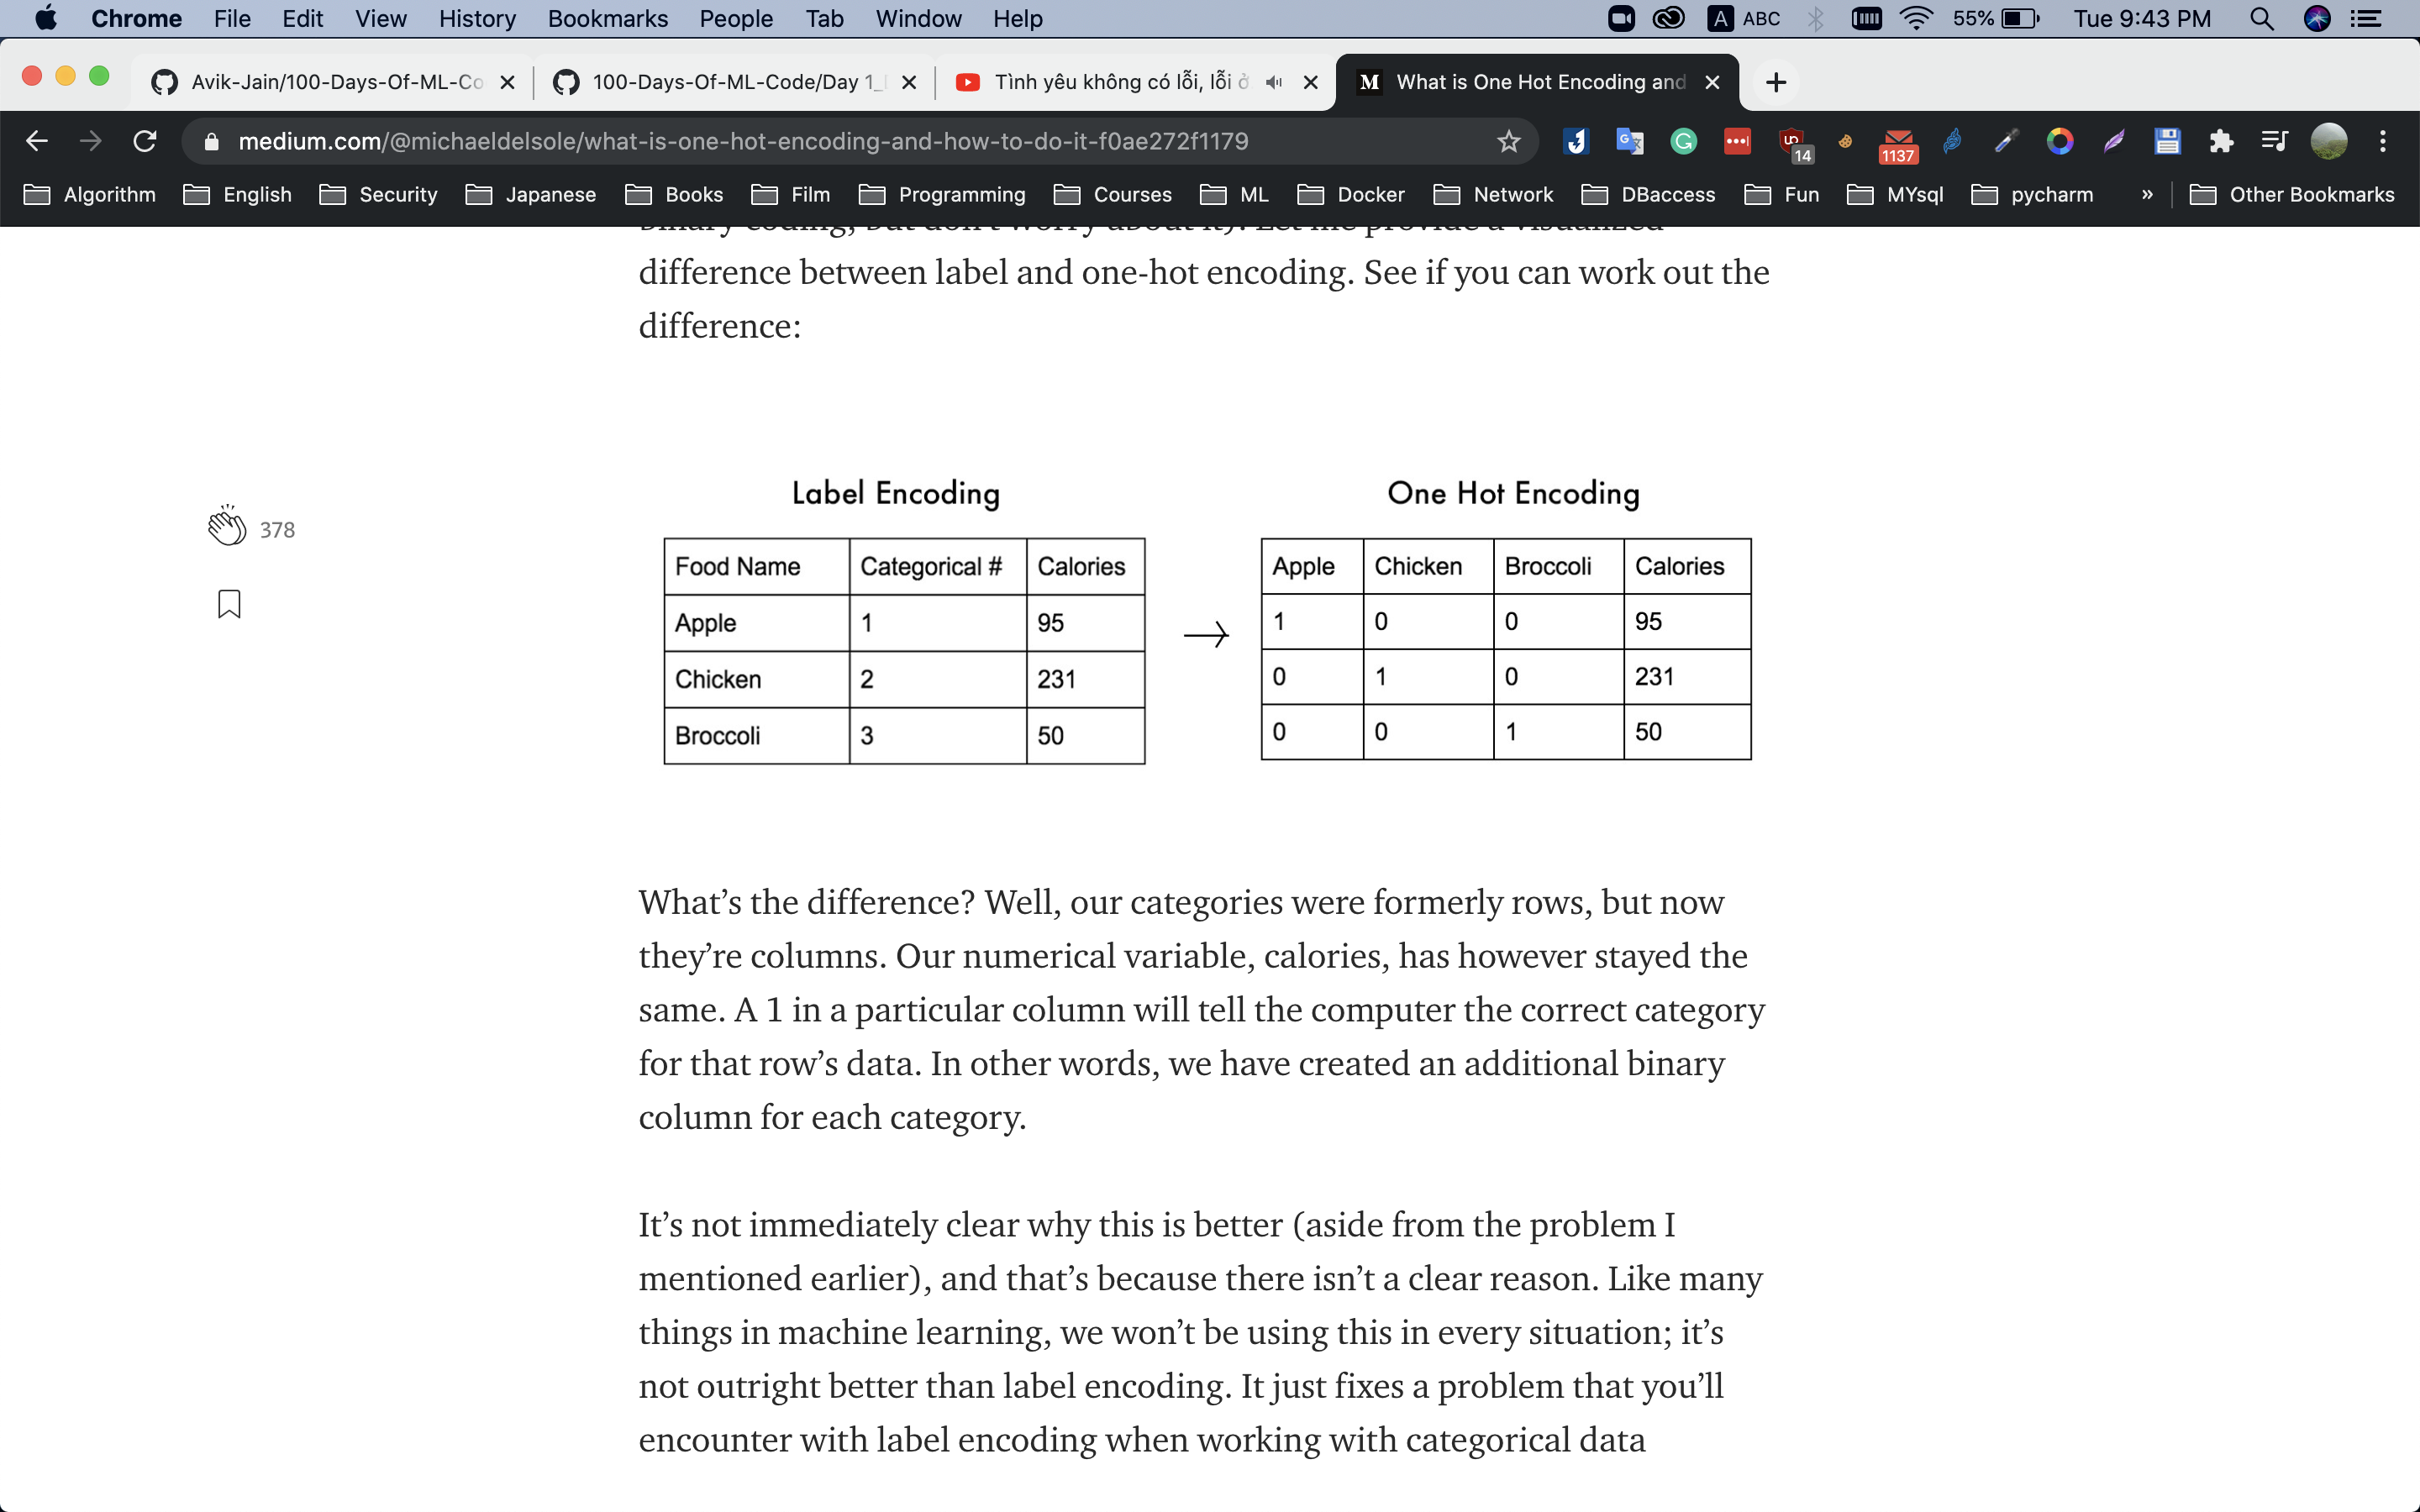 Chrome File Edit View History Bookmarks People Tab Window Help ABC 55% Tue 9:43 PM
Avik-Jain/100-Days-Of-ML-Co 100-Days-Of-ML-Code/Day 1_ Tình yêu không có lỗi, lỗi ở What is One Hot Encoding and
medium.com/@michaeldelsole/what-is-one-hot-encoding-and-how-to-do-it-f0ae272f1179 14 1137
Algorithm English Security Japanese Books Film Programming Courses ML Docker Network DBaccess Fun MYsql pycharm » Other Bookmarks
binary coding, but don't worry about it). Let me provide a visualized
difference between label and one-hot encoding. See if you can work out the
difference:
378
Label Encoding
Food Name Categorical # Calories
Apple 1 95
Chicken 2 231
Broccoli 3 50
One Hot Encoding
Apple Chicken Broccoli Calories
1 0 0 95
0 1 0 231
0 0 1 50
What’s the difference? Well, our categories were formerly rows, but now
they’re columns. Our numerical variable, calories, has however stayed the
same. A 1 in a particular column will tell the computer the correct category
for that row’s data. In other words, we have created an additional binary
column for each category.
It’s not immediately clear why this is better (aside from the problem I
mentioned earlier), and that’s because there isn’t a clear reason. Like many
things in machine learning, we won’t be using this in every situation; it’s
not outright better than label encoding. It just fixes a problem that you’ll
encounter with label encoding when working with categorical data